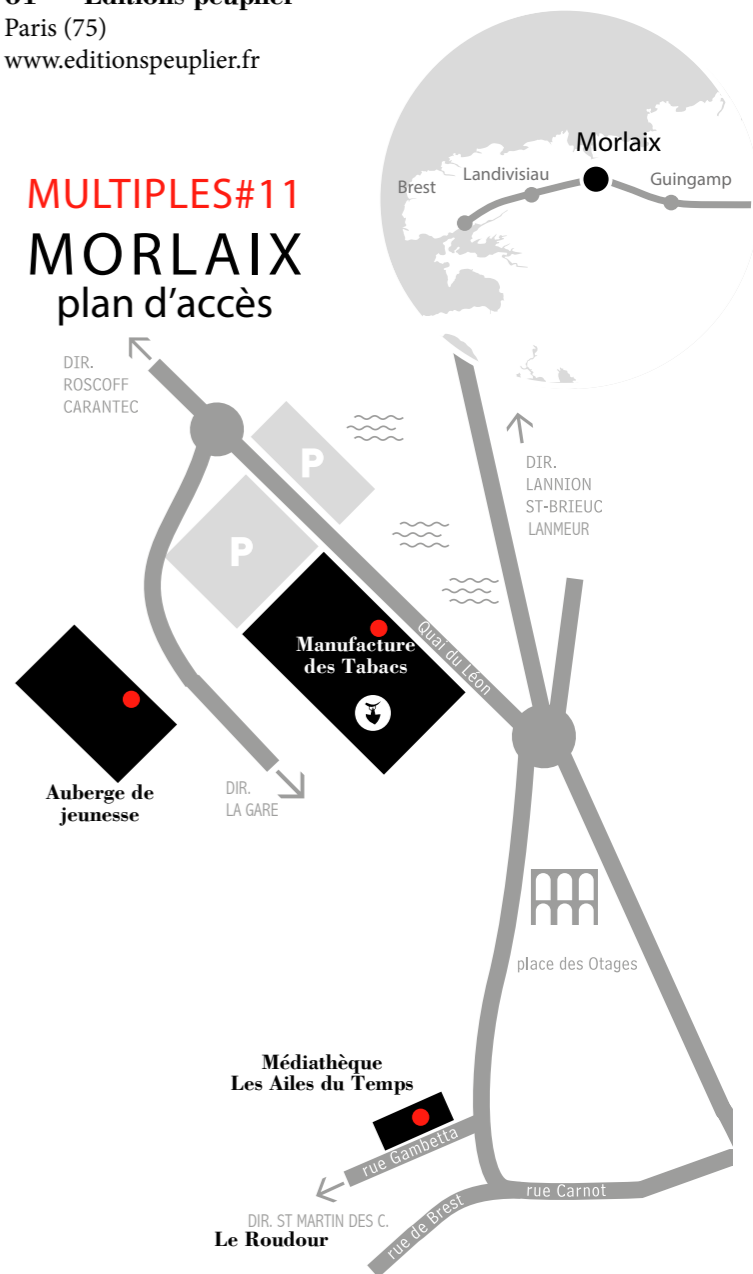 Editions peuplier
Paris (75)
www.editionspeuplier.fr
MULTIPLES#11
MORLAIX
plan d'accès
Morlaix
Brest
Landivisiau
Guingamp
DIR.
ROSCOFF
CARANTEC
P
P
DIR.
LANNION
ST-BRIEUC
LANMEUR
Manufacture
des Tabacs
Quai du Léon
Auberge de
jeunesse
DIR.
LA GARE
place des Otages
Médiathèque
Les Ailes du Temps
rue Gambetta
DIR. ST MARTIN DES C.
Le Roudour
rue de Brest
rue Carnot